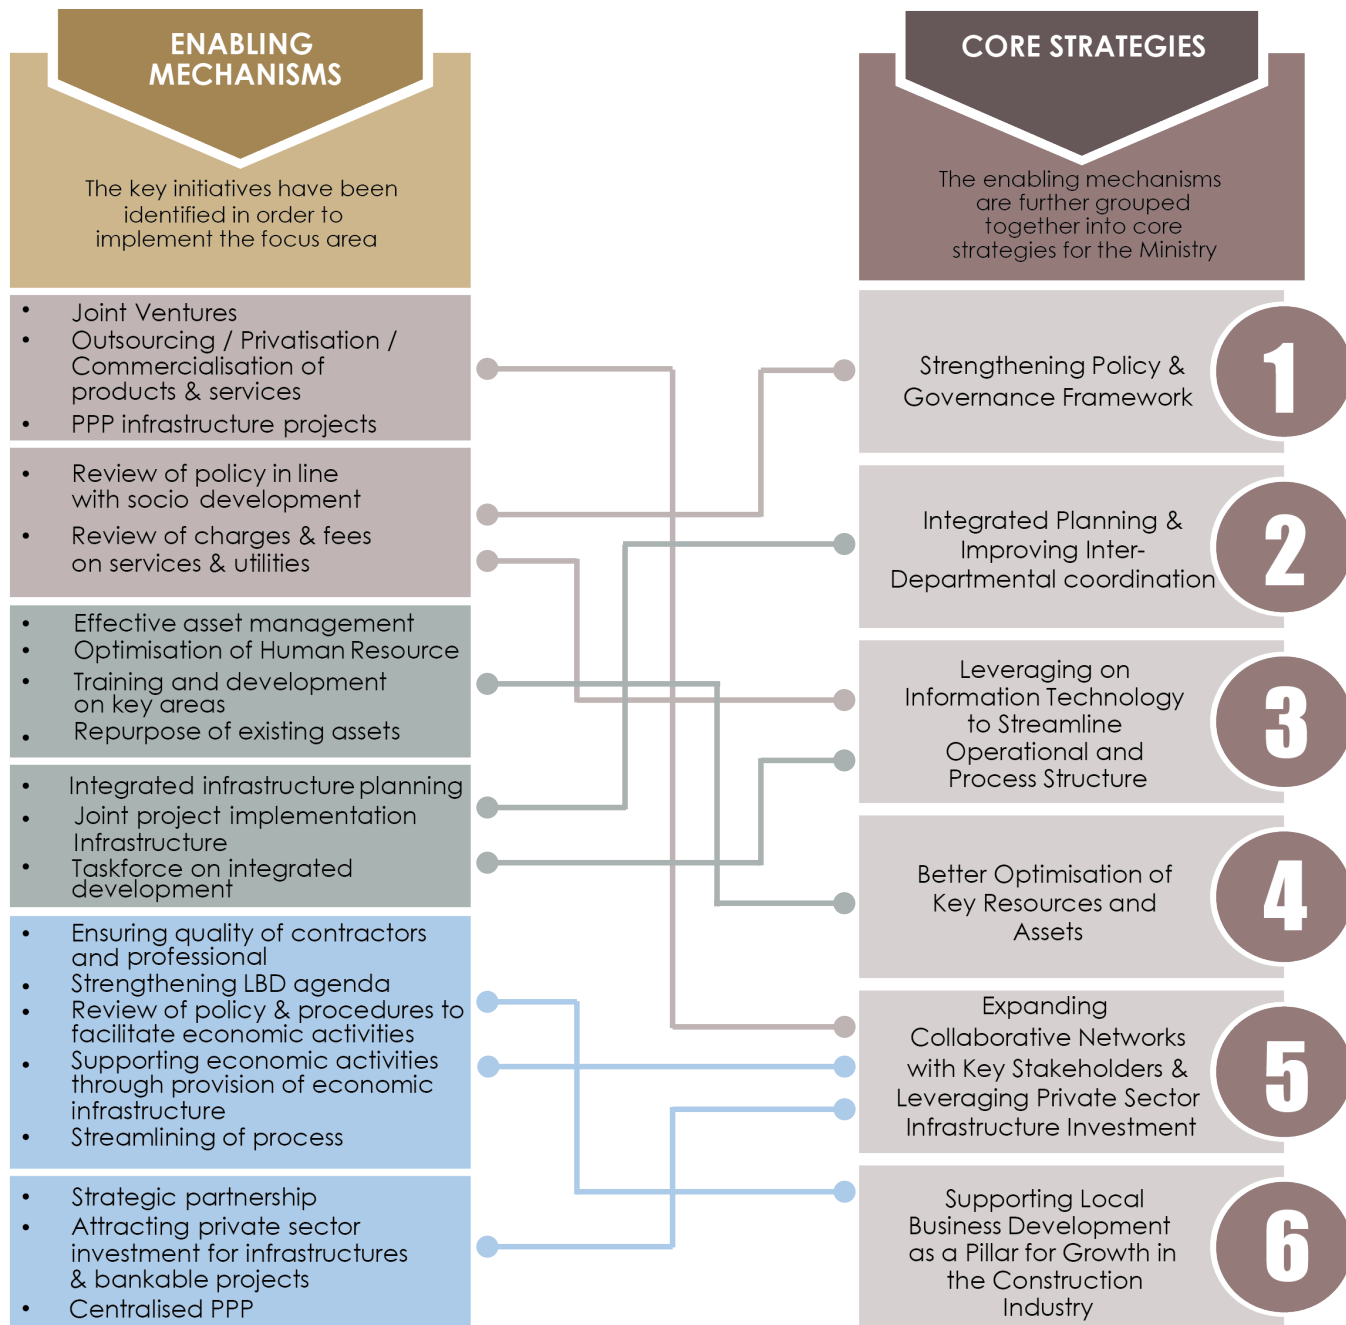 ENABLING
MECHANISMS
The key initiatives have been
identified in order to
implement the focus area
• Joint Ventures
• Outsourcing / Privatisation /
Commercialisation of
products & services
• PPP infrastructure projects
• Review of policy in line
with socio development
• Review of charges & fees
on services & utilities
• Effective asset management
• Optimisation of Human Resource
• Training and development
on key areas
• Repurpose of existing assets
• Integrated infrastructure planning
• Joint project implementation
Infrastructure
• Taskforce on integrated
development
• Ensuring quality of contractors
and professional
• Strengthening LBD agenda
• Review of policy & procedures to
facilitate economic activities
• Supporting economic activities
through provision of economic
infrastructure
• Streamlining of process
• Strategic partnership
• Attracting private sector
investment for infrastructures
& bankable projects
• Centralised PPP
CORE STRATEGIES
The enabling mechanisms
are further grouped
together into core
strategies for the Ministry
Strengthening Policy &
Governance Framework
1
Integrated Planning &
Improving Inter-
Departmental coordination
2
Leveraging on
Information Technology
to Streamline
Operational and
Process Structure
3
Better Optimisation of
Key Resources and
Assets
4
Expanding
Collaborative Networks
with Key Stakeholders &
Leveraging Private Sector
Infrastructure Investment
5
Supporting Local
Business Development
as a Pillar for Growth in
the Construction
Industry
6